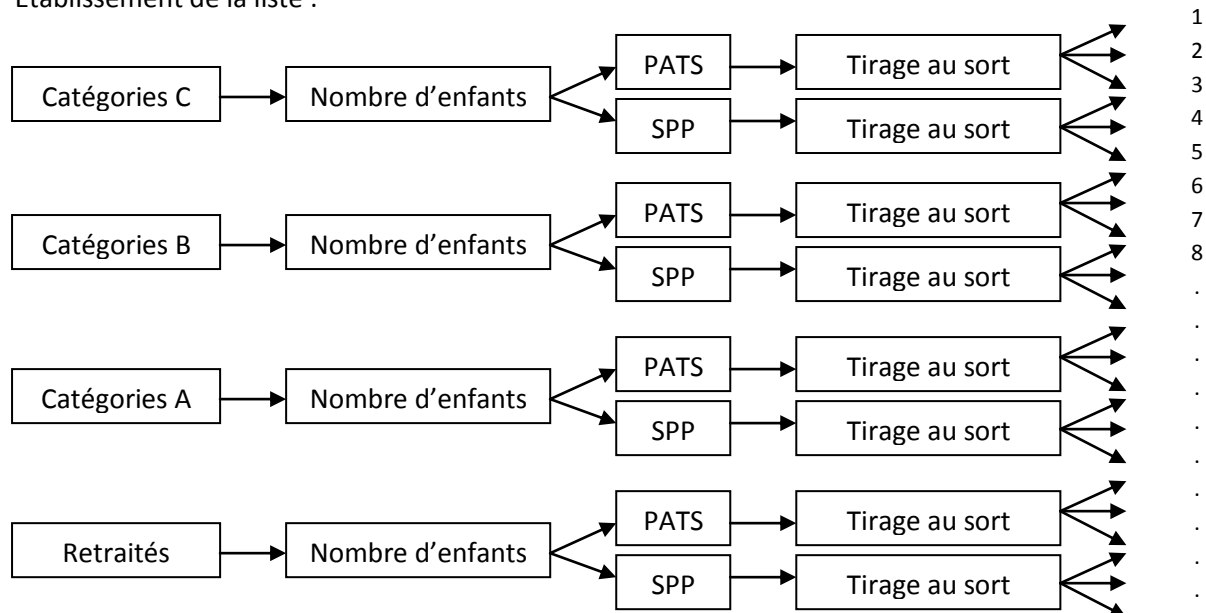 Etablissement de la liste :
PATS
Tirage au sort
Catégories C
Nombre d'enfants
SPP
Tirage au sort
PATS
Tirage au sort
Catégories B
Nombre d'enfants
SPP
Tirage au sort
PATS
Tirage au sort
Catégories A
Nombre d'enfants
SPP
Tirage au sort
PATS
Tirage au sort
Retraités
Nombre d'enfants
SPP
Tirage au sort
1
2
3
4
5
6
7
8
.
.
.
.
.
.
.
.
.
.